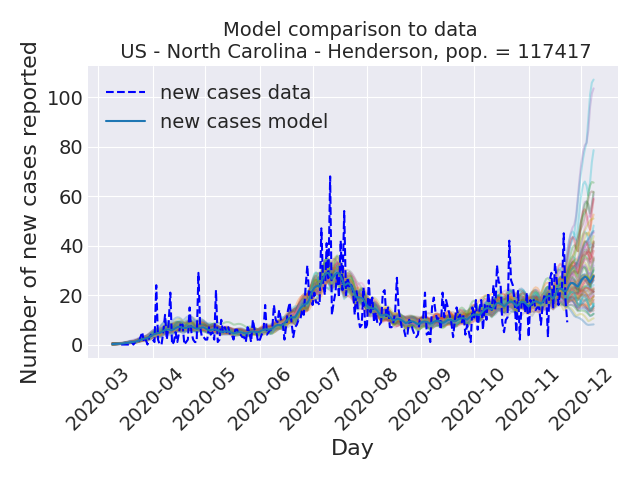 Model comparison to data
US - North Carolina - Henderson, pop. = 117417
Number of new cases reported
100
80
60
40
20
0
new cases data
new cases model
2020-03
2020-04
2020-05
2020-06
2020-07
2020-08
2020-09
2020-10
2020-11
2020-12
Day